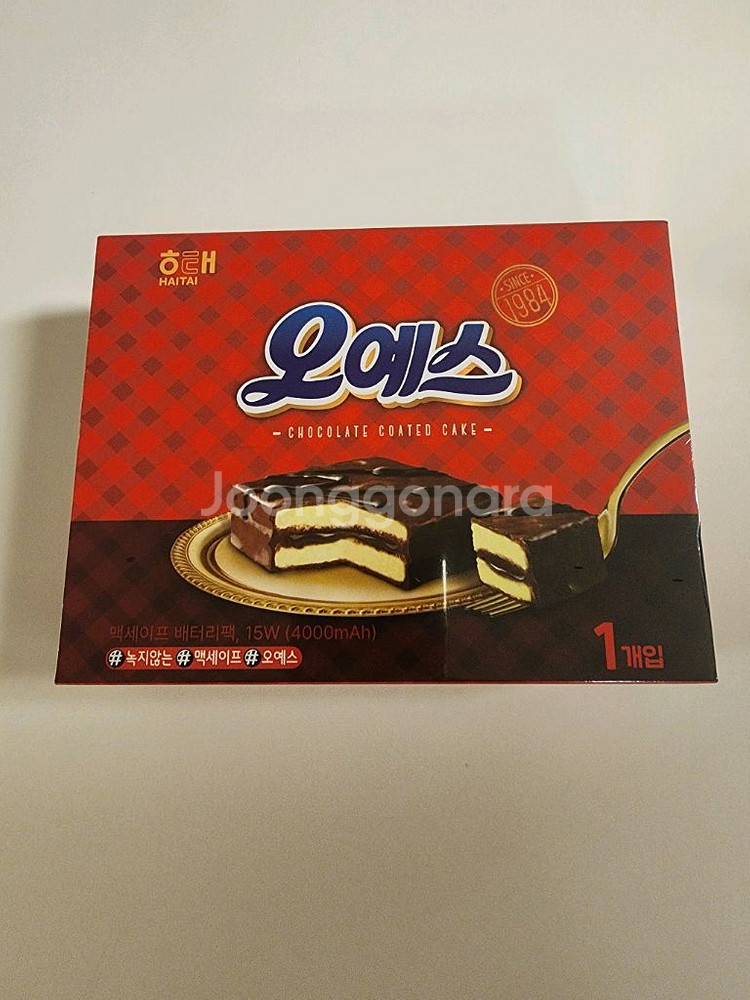 해태
HAITAI
SINCE
1984
오예스
CHOCOLATE COATED CAKE
Joonggonara
맥세이프 배터리팩, 15W (4000mAh)
#녹지않는 #맥세이프 #오예스
1개입